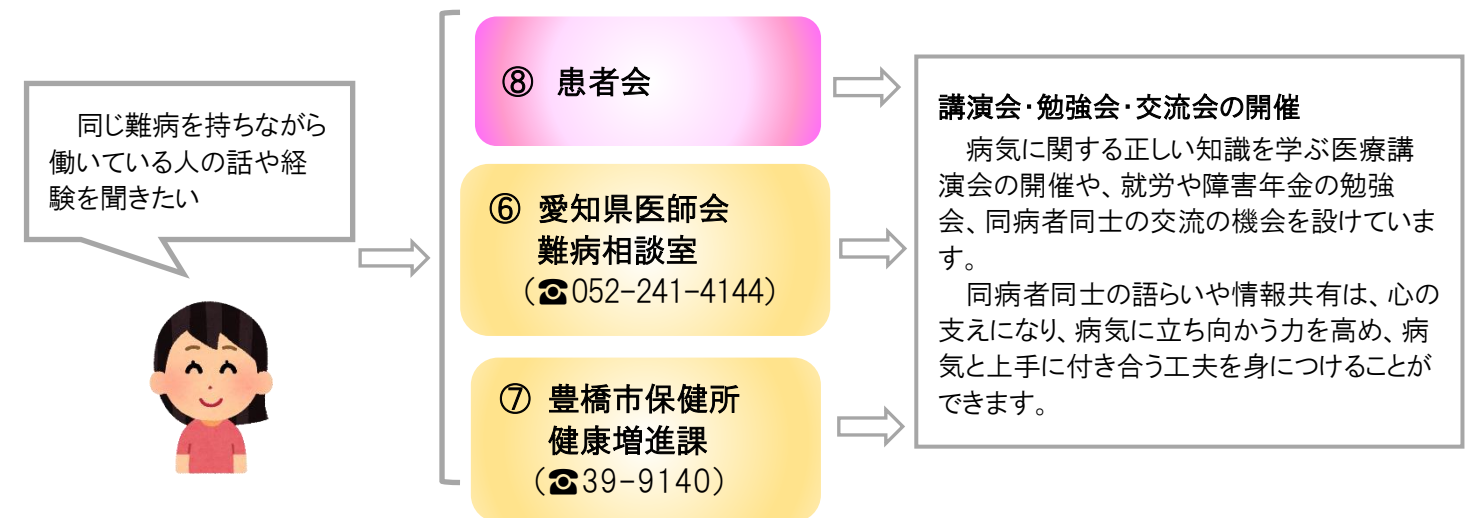 同じ難病を持ちながら
働いている人の話や経
験を聞きたい
⑧ 患者会
⑥ 愛知県医師会
難病相談室
（☎052-241-4144）
⑦ 豊橋市保健所
健康増進課
（☎39-9140）
講演会・勉強会・交流会の開催
病気に関する正しい知識を学ぶ医療講
演会の開催や、就労や障害年金の勉強
会、同病者同士の交流の機会を設けていま
す。
同病者同士の語らいや情報共有は、心の
支えになり、病気に立ち向かう力を高め、病
気と上手に付き合う工夫を身につけることが
できます。